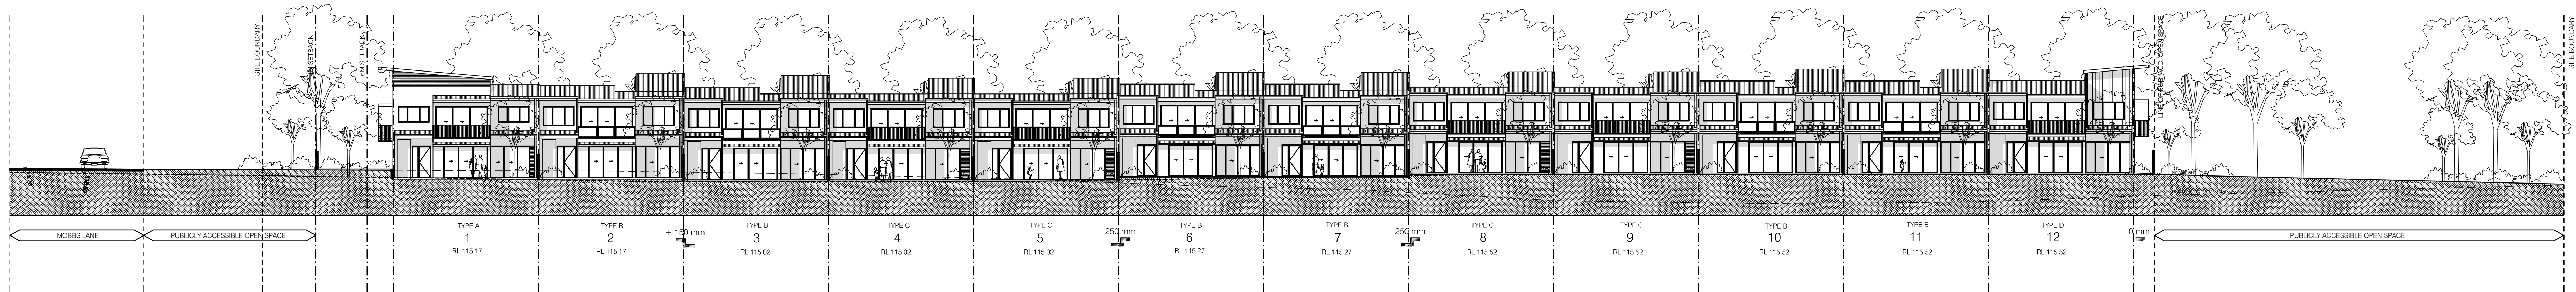 SITE BOUNDARY
6M SETBACK
SITE BOUNDARY
MOBBS LANE
PUBLICLY ACCESSIBLE OPEN SPACE
TYPE A
1
RL 115.17
TYPE B
2
RL 115.17
+ 150 mm
TYPE B
3
RL 115.02
TYPE C
4
RL 115.02
TYPE C
5
RL 115.02
- 250 mm
TYPE B
6
RL 115.27
TYPE B
7
RL 115.27
- 250 mm
TYPE C
8
RL 115.52
TYPE C
9
RL 115.52
TYPE B
10
RL 115.52
TYPE B
11
RL 115.52
TYPE D
12
RL 115.52
0 mm
PUBLICLY ACCESSIBLE OPEN SPACE